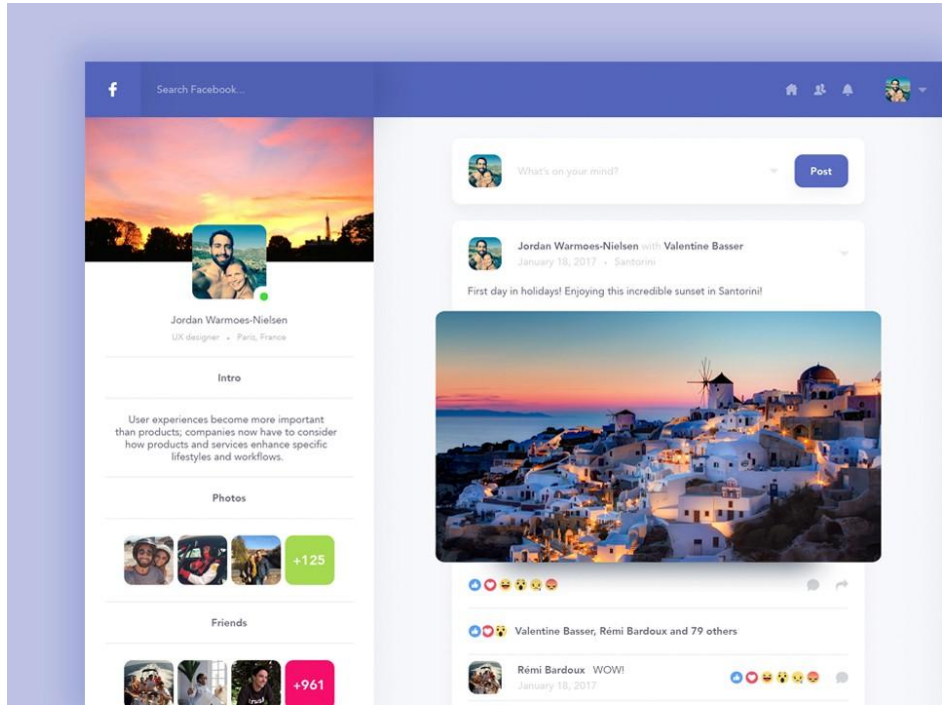 f
Search Facebook...
What's on your mind?
Post
Jordan Warmoes-Nielsen
UX designer • Paris, France
Intro
User experiences become more important
than products; companies now have to consider
how products and services enhance specific
lifestyles and workflows.
Photos
+125
Friends
+961
Jordan Warmoes-Nielsen with Valentine Basser
January 18, 2017 • Santorini
First day in holidays! Enjoying this incredible sunset in Santorini!
Valentine Basser, Rémi Bardoux and 79 others
Rémi Bardoux WOW!
January 18, 2017